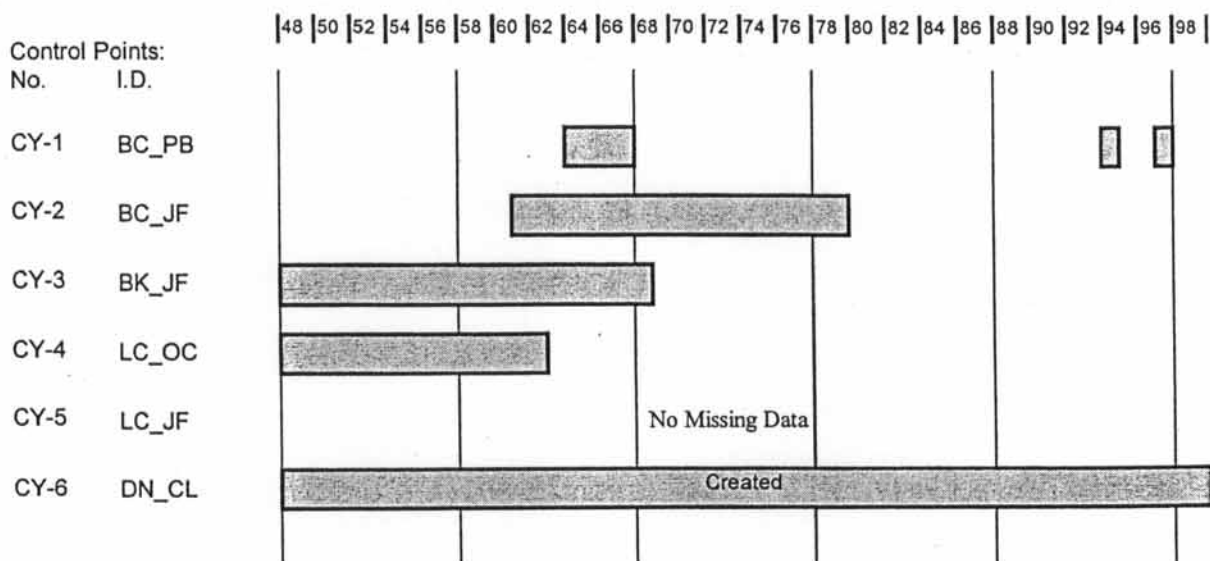 48 50 52 54 56 58 60 62 64 66 68 70 72 74 76 78 80 82 84 86 88 90 92 94 96 98
Control Points:
No. I.D.
CY-1 BC_PB
CY-2 BC_JF
CY-3 BK_JF
CY-4 LC_OC
CY-5 LC_JF No Missing Data
CY-6 DN_CL Created